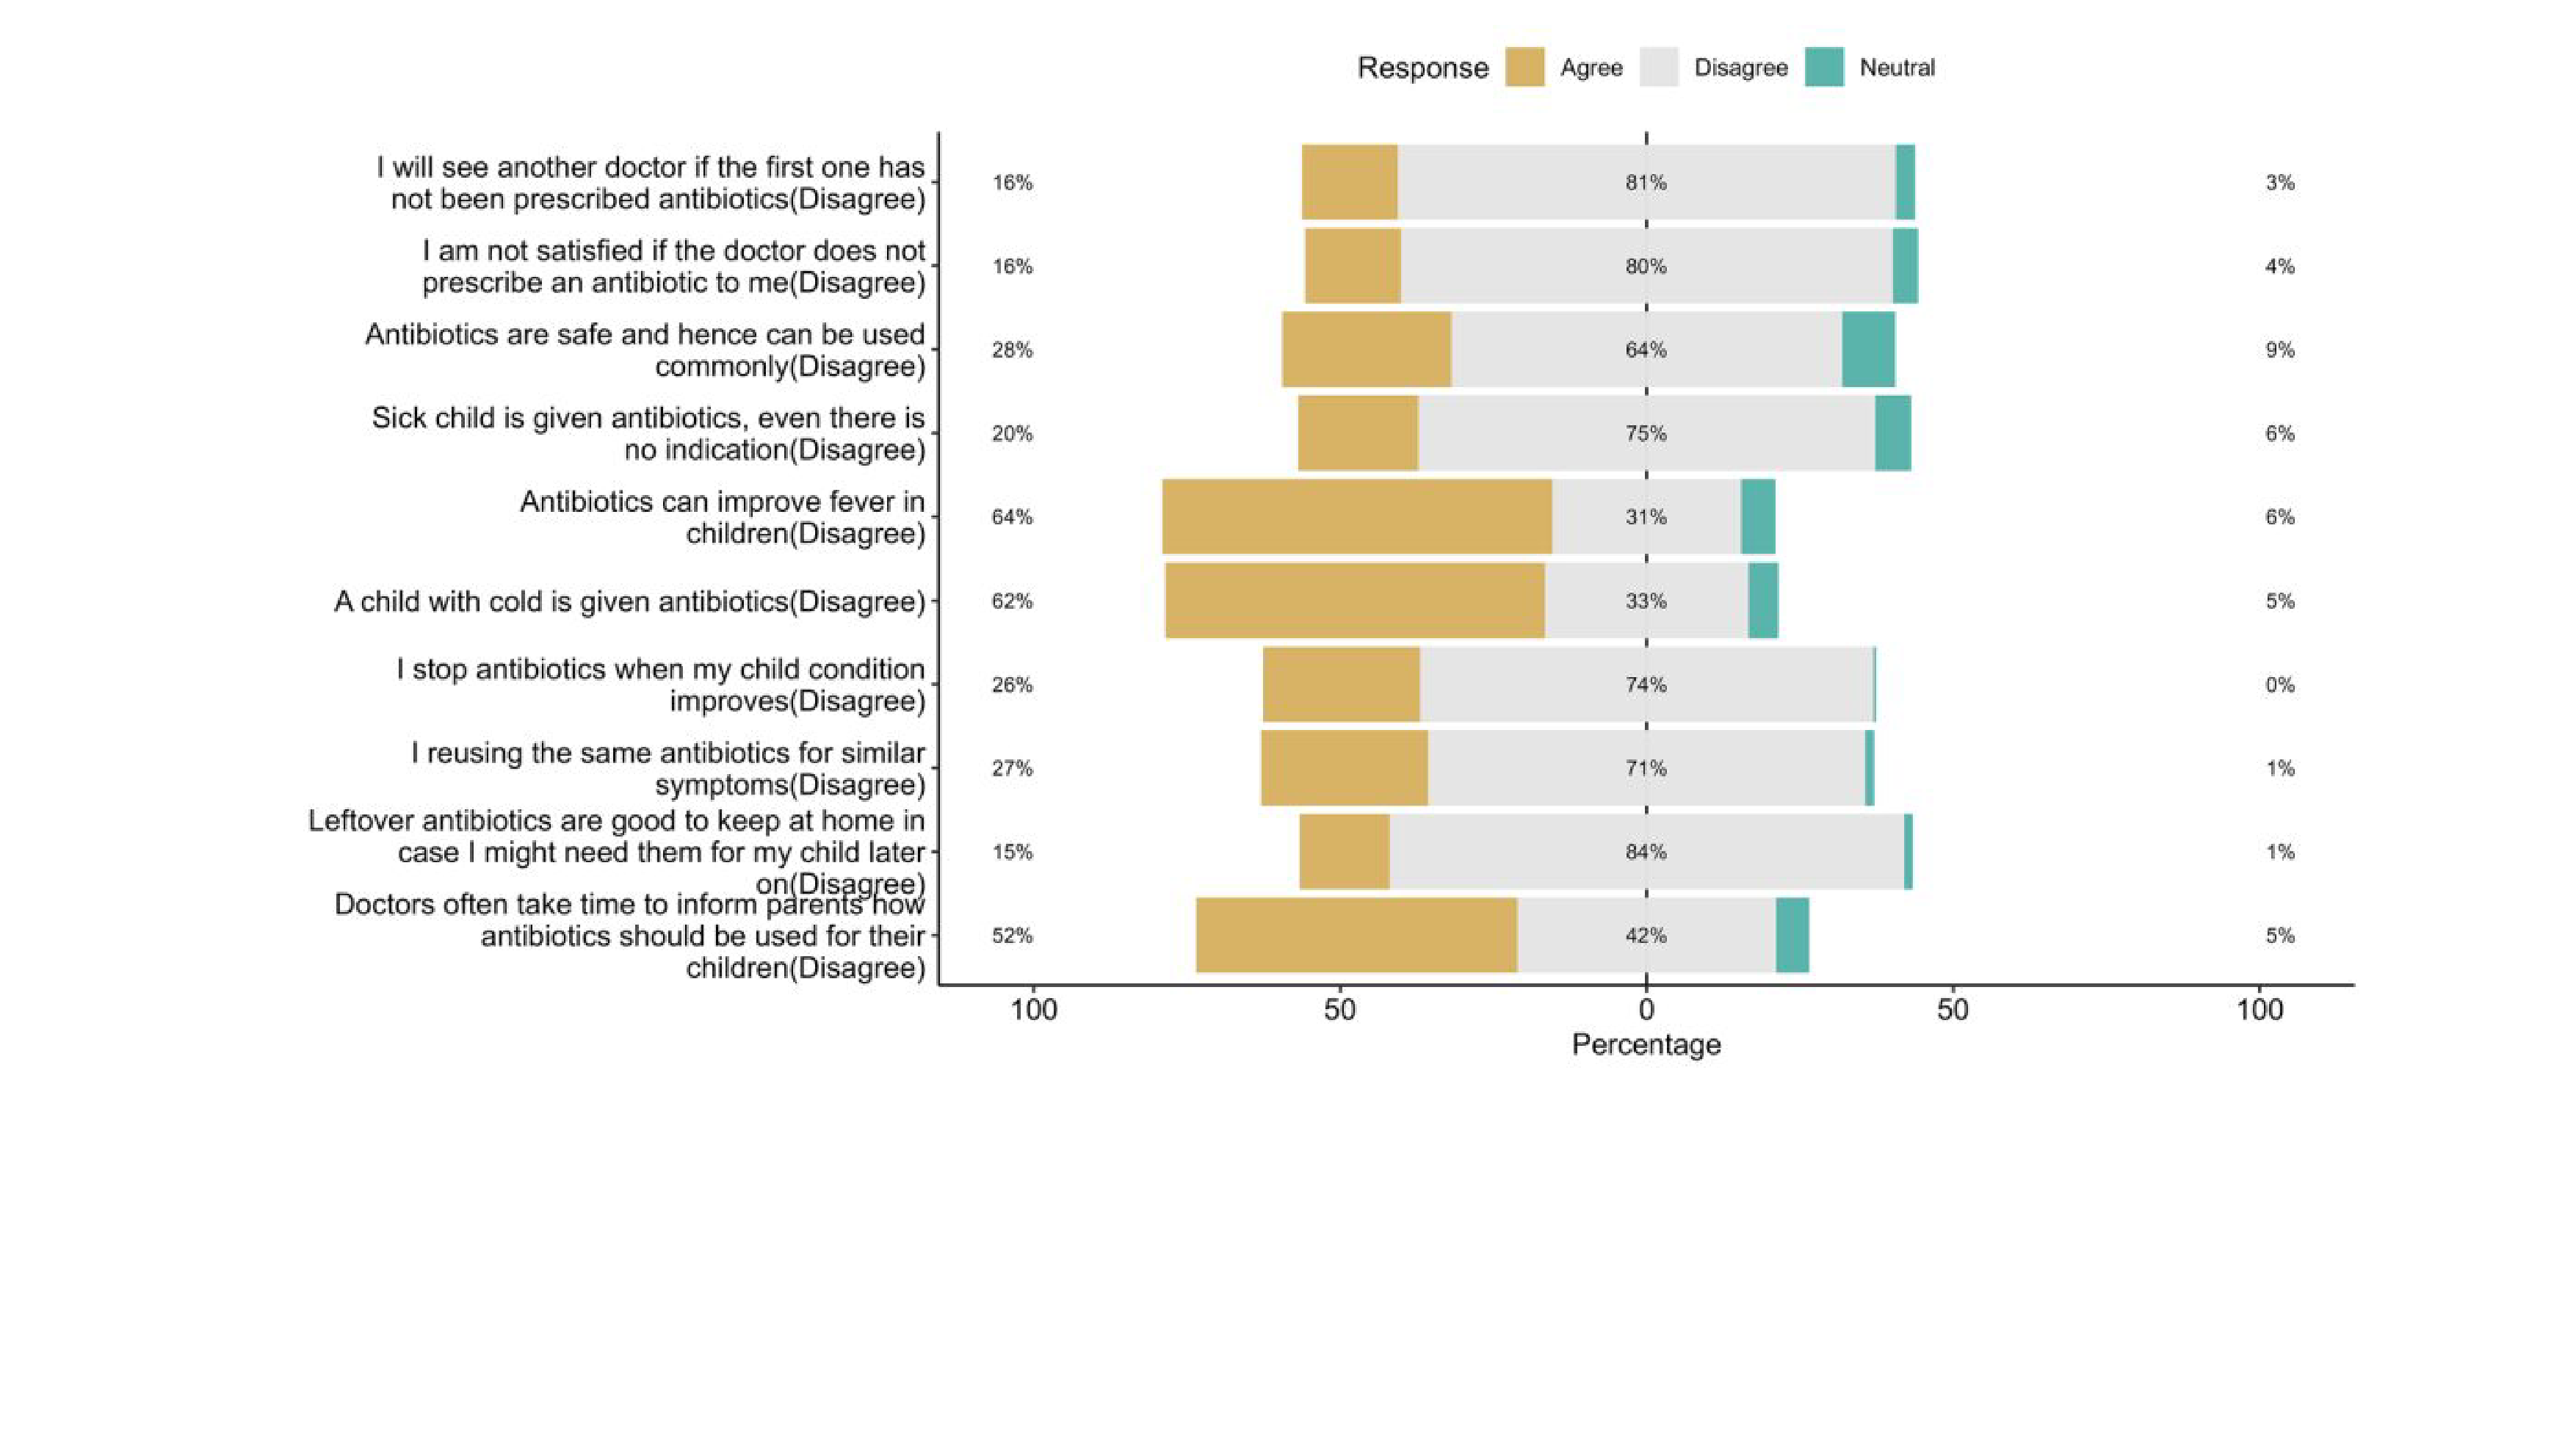 Response Agree Disagree Neutral
I will see another doctor if the first one has
not been prescribed antibiotics(Disagree)
16% 81% 3%
I am not satisfied if the doctor does not
prescribe an antibiotic to me(Disagree)
16% 80% 4%
Antibiotics are safe and hence can be used
commonly(Disagree)
28% 64% 9%
Sick child is given antibiotics, even there is
no indication(Disagree)
20% 75% 6%
Antibiotics can improve fever in
children(Disagree)
64% 31% 6%
A child with cold is given antibiotics(Disagree)
62% 33% 5%
I stop antibiotics when my child condition
improves(Disagree)
26% 74% 0%
I reusing the same antibiotics for similar
symptoms(Disagree)
27% 71% 1%
Leftover antibiotics are good to keep at home in
case I might need them for my child later
on(Disagree)
15% 84% 1%
Doctors often take time to inform parents how
antibiotics should be used for their
children(Disagree)
52% 42% 5%
100 50 0 50 100
Percentage